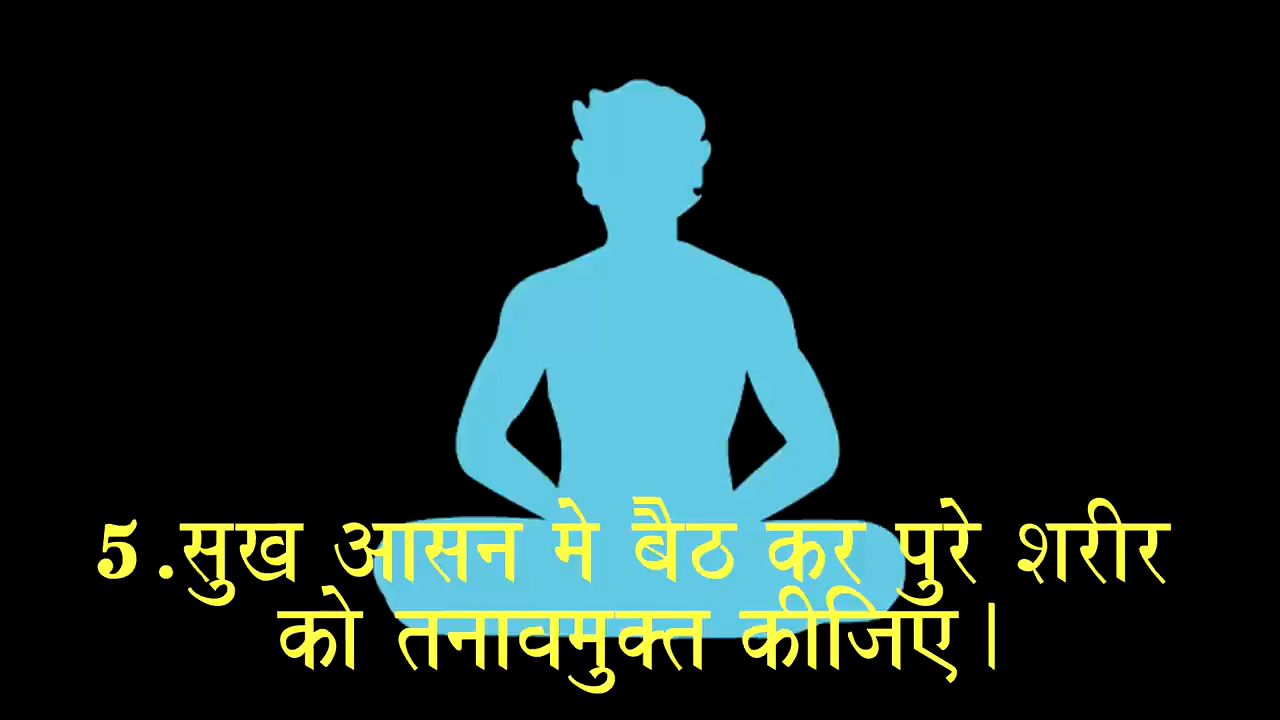 5.सुख आसन मे बैठ कर पुरे शरीर
को तनावमुक्त कीजिए।